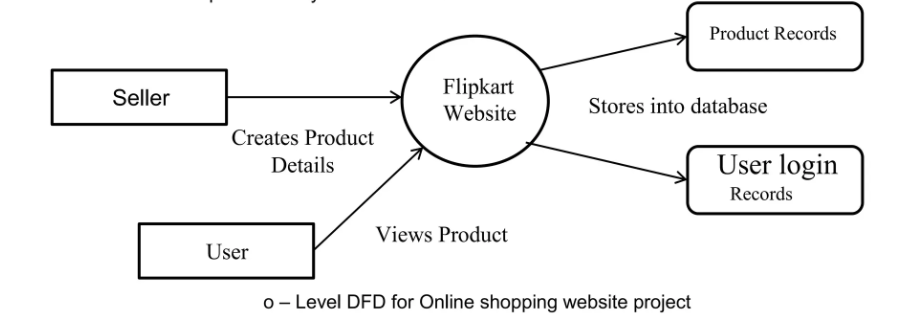 Product Records
Flipkart
Website
Seller
Stores into database
Creates Product
Details
User login
Records
Views Product
User
o – Level DFD for Online shopping website project